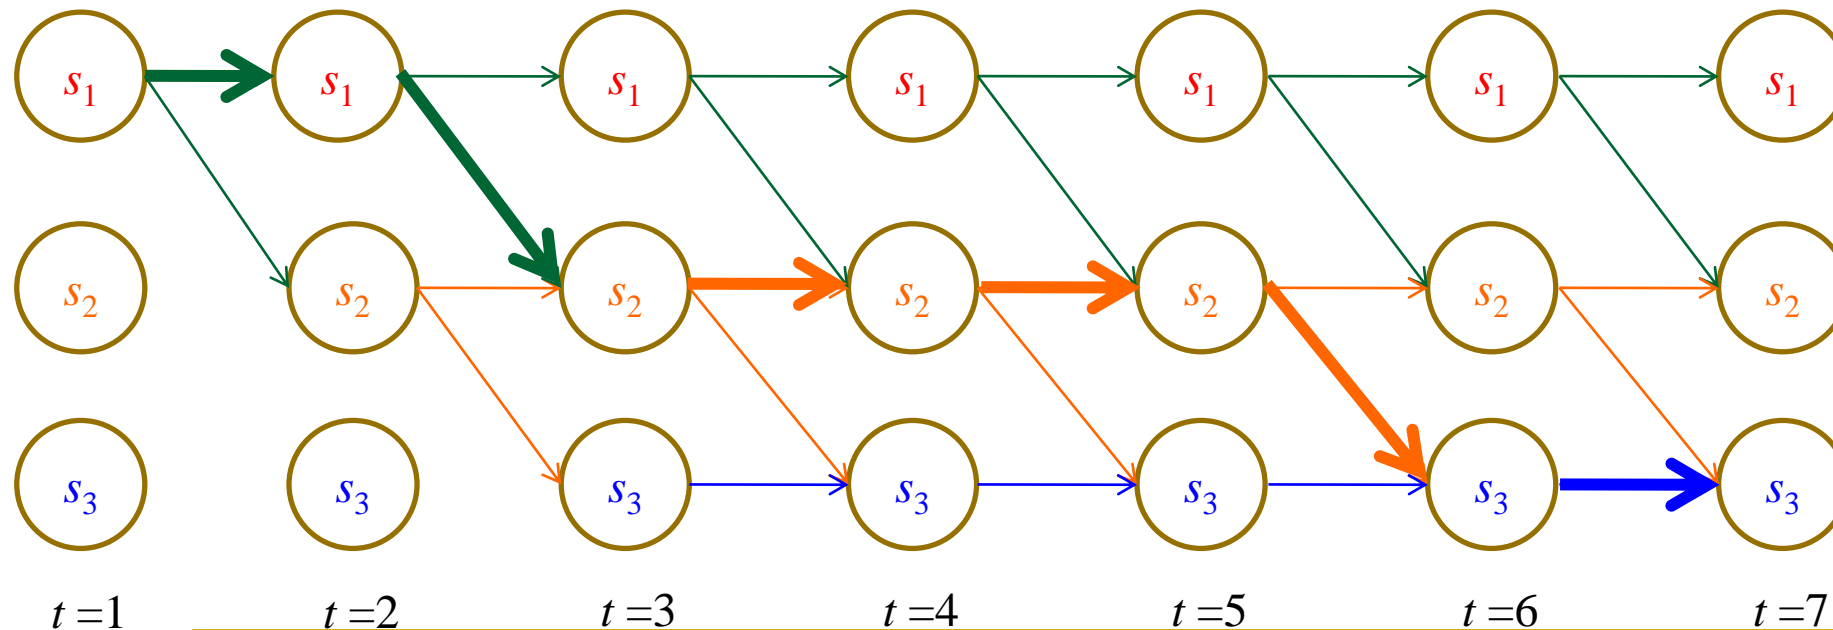 s1 s1 s1 s1 s1 s1 s1
s2 s2 s2 s2 s2 s2 s2
s3 s3 s3 s3 s3 s3 s3
t =1 t =2 t =3 t =4 t =5 t =6 t =7